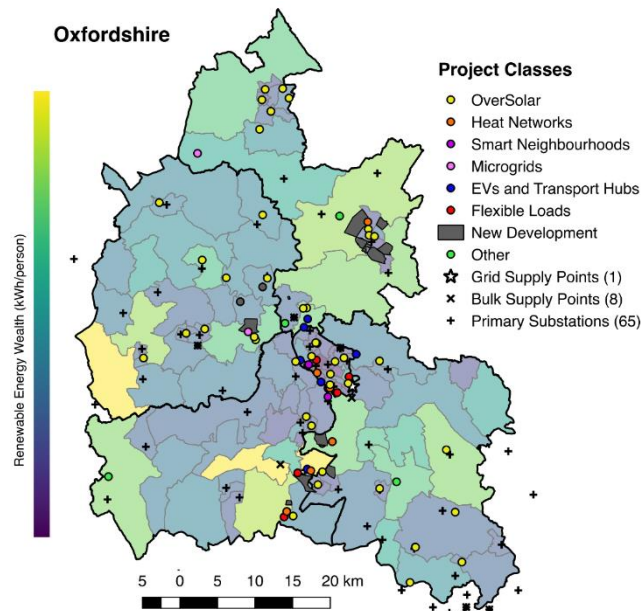 Oxfordshire
Renewable Energy Wealth (kWh/person)
Project Classes
OverSolar
Heat Networks
Smart Neighbourhoods
Microgrids
EVs and Transport Hubs
Flexible Loads
New Development
Other
Grid Supply Points (1)
Bulk Supply Points (8)
Primary Substations (65)
5 0 5 10 15 20 km